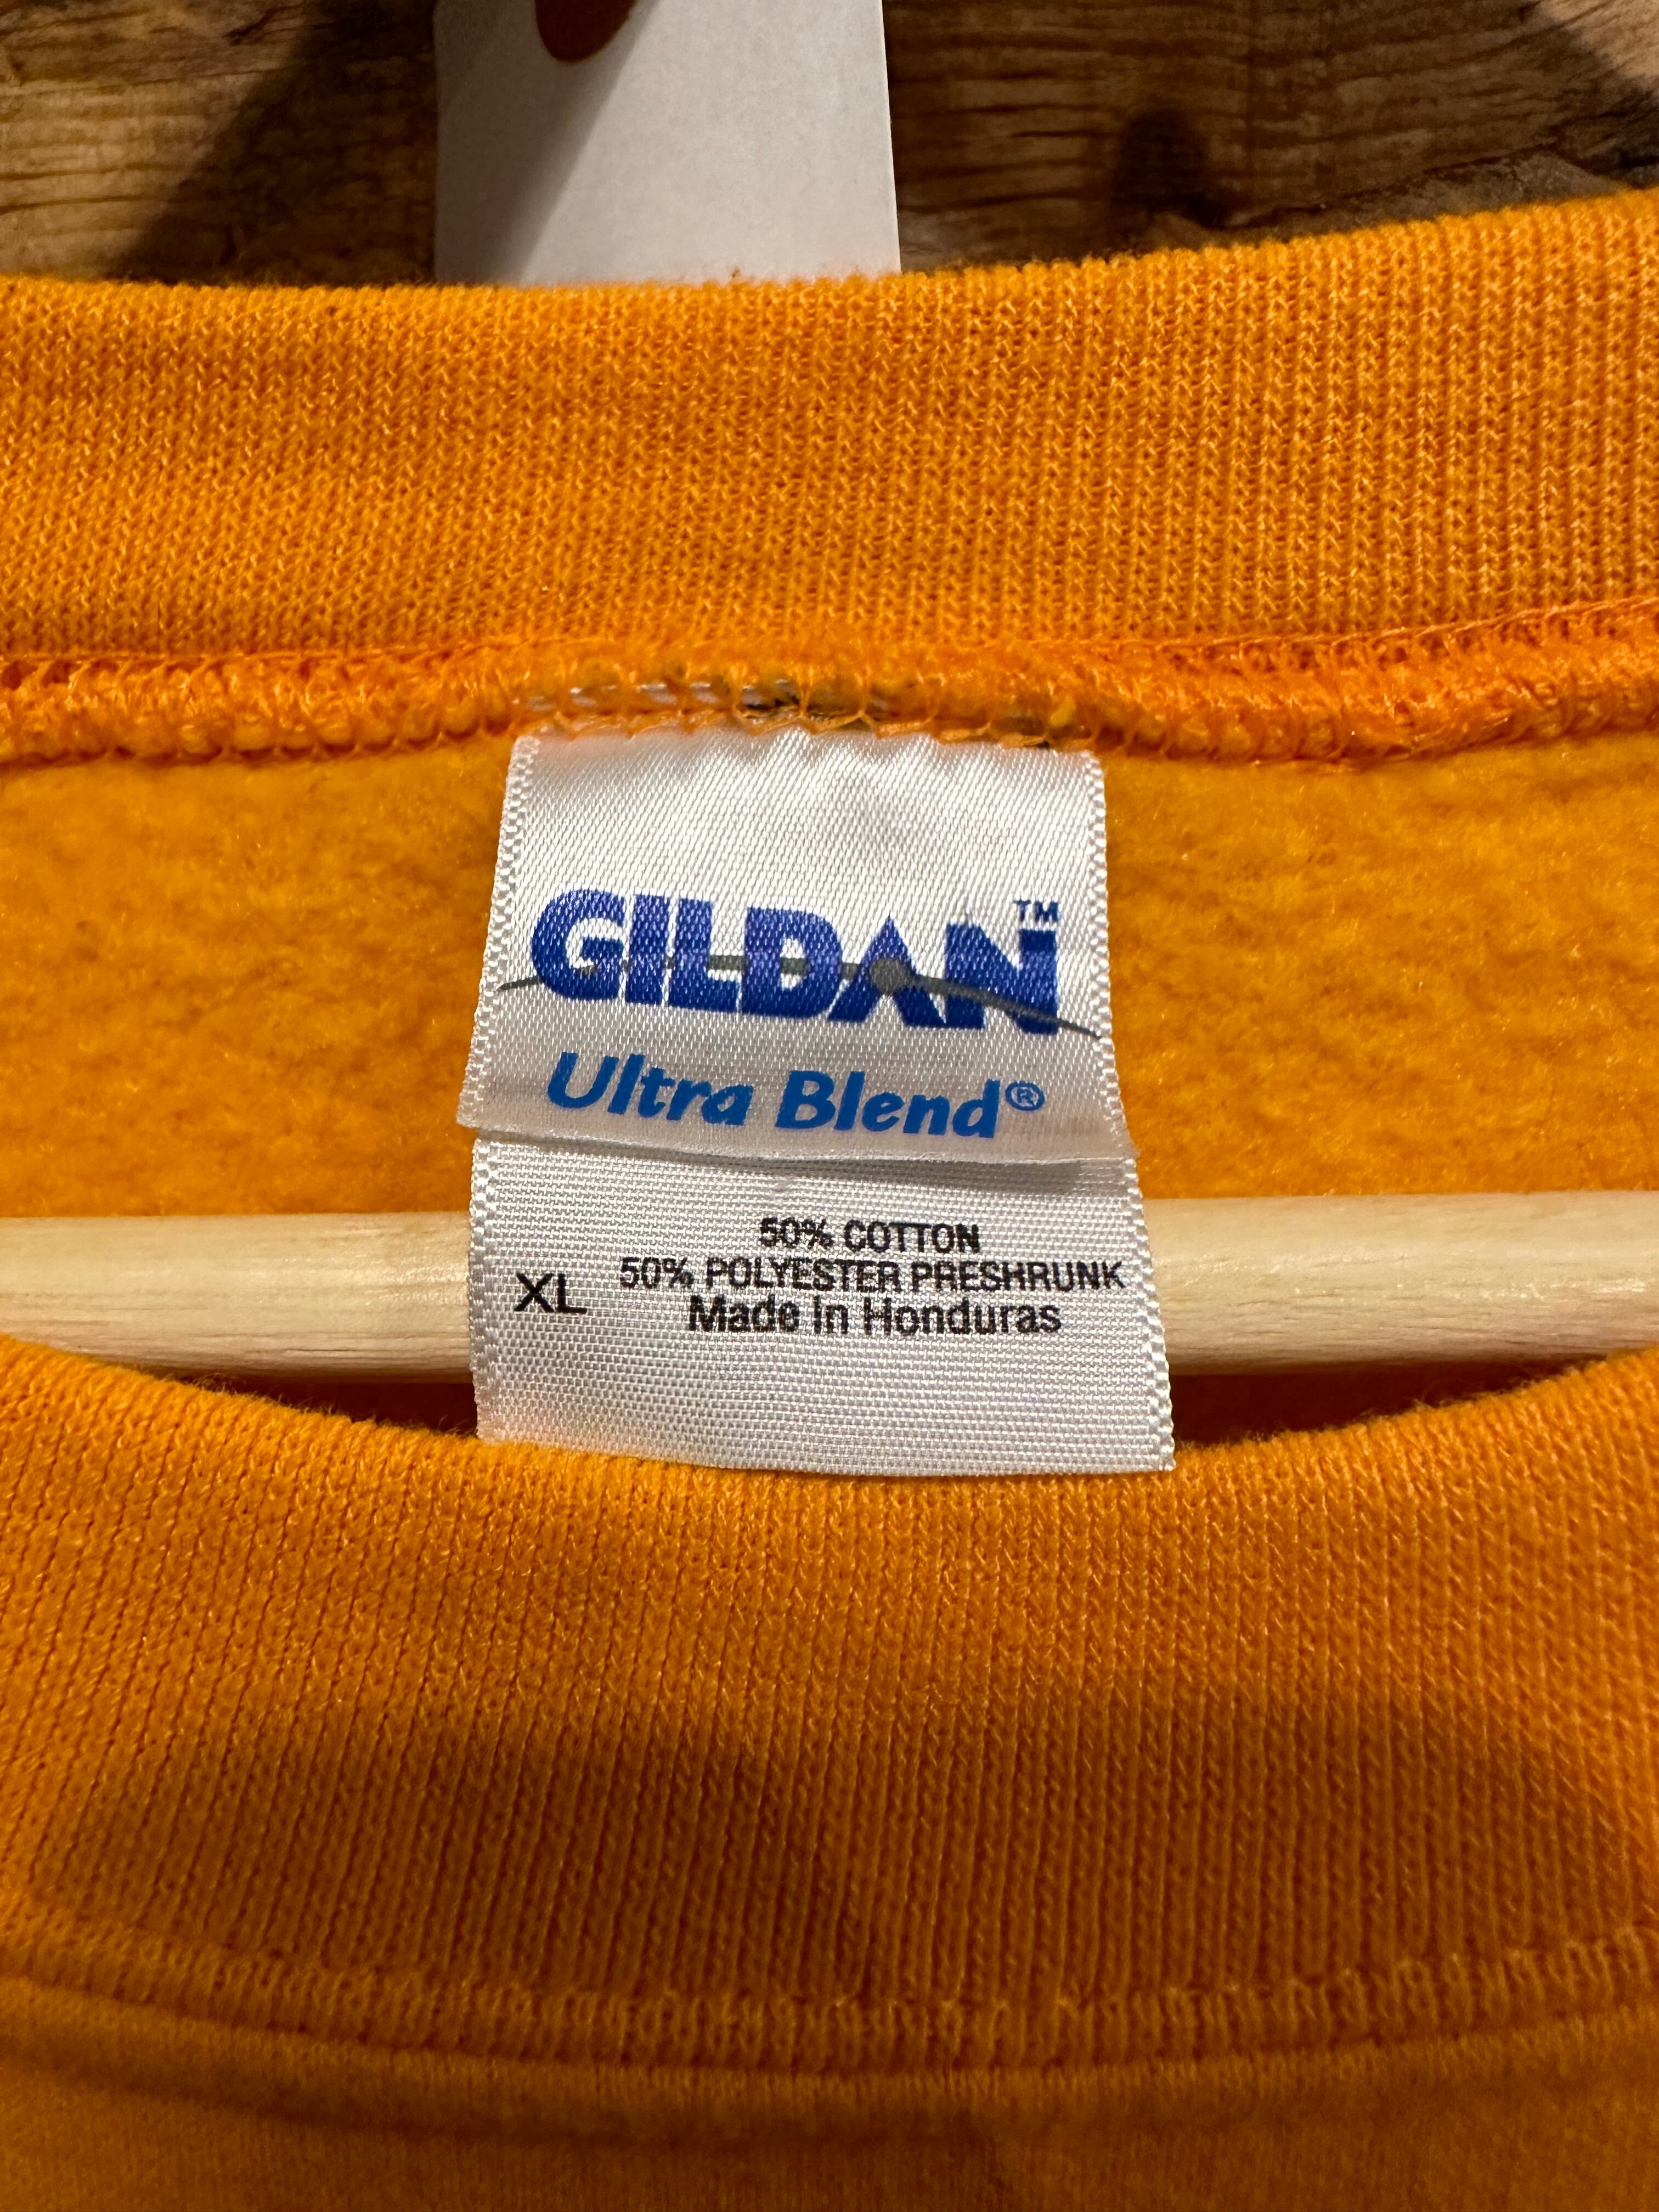 GILDAN™
Ultra Blend®
50% COTTON
XL 50% POLYESTER PRESHRUNK
Made In Honduras